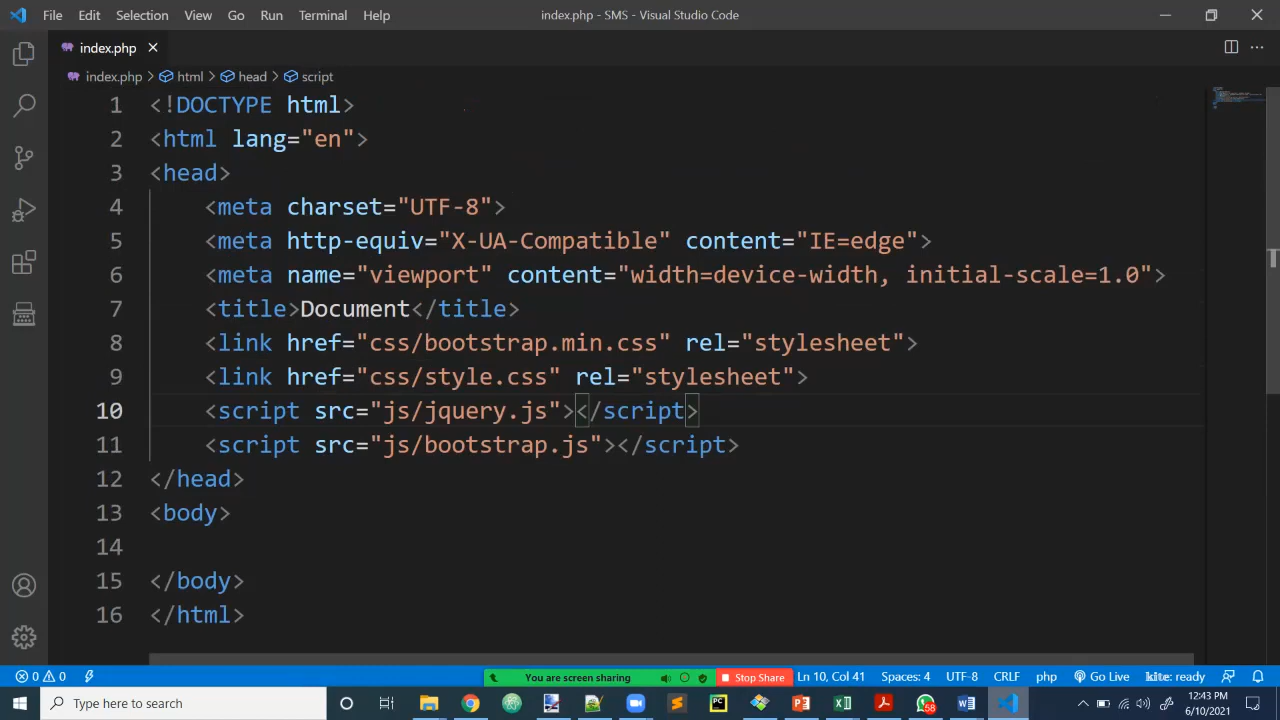 File Edit Selection View Go Run Terminal Help index.php - SMS - Visual Studio Code
index.php
index.php > html > head > script
1 <!DOCTYPE html>
2 <html lang="en">
3 <head>
4 <meta charset="UTF-8">
5 <meta http-equiv="X-UA-Compatible" content="IE=edge">
6 <meta name="viewport" content="width=device-width, initial-scale=1.0">
7 <title>Document</title>
8 <link href="css/bootstrap.min.css" rel="stylesheet">
9 <link href="css/style.css" rel="stylesheet">
10 <script src="js/jquery.js"></script>
11 <script src="js/bootstrap.js"></script>
12 </head>
13 <body>
14
15 </body>
16 </html>
0 0 You are screen sharing Stop Share Ln 10, Col 41 Spaces: 4 UTF-8 CRLF php Go Live kite: ready
Type here to search PC 58 12:43 PM
6/10/2021